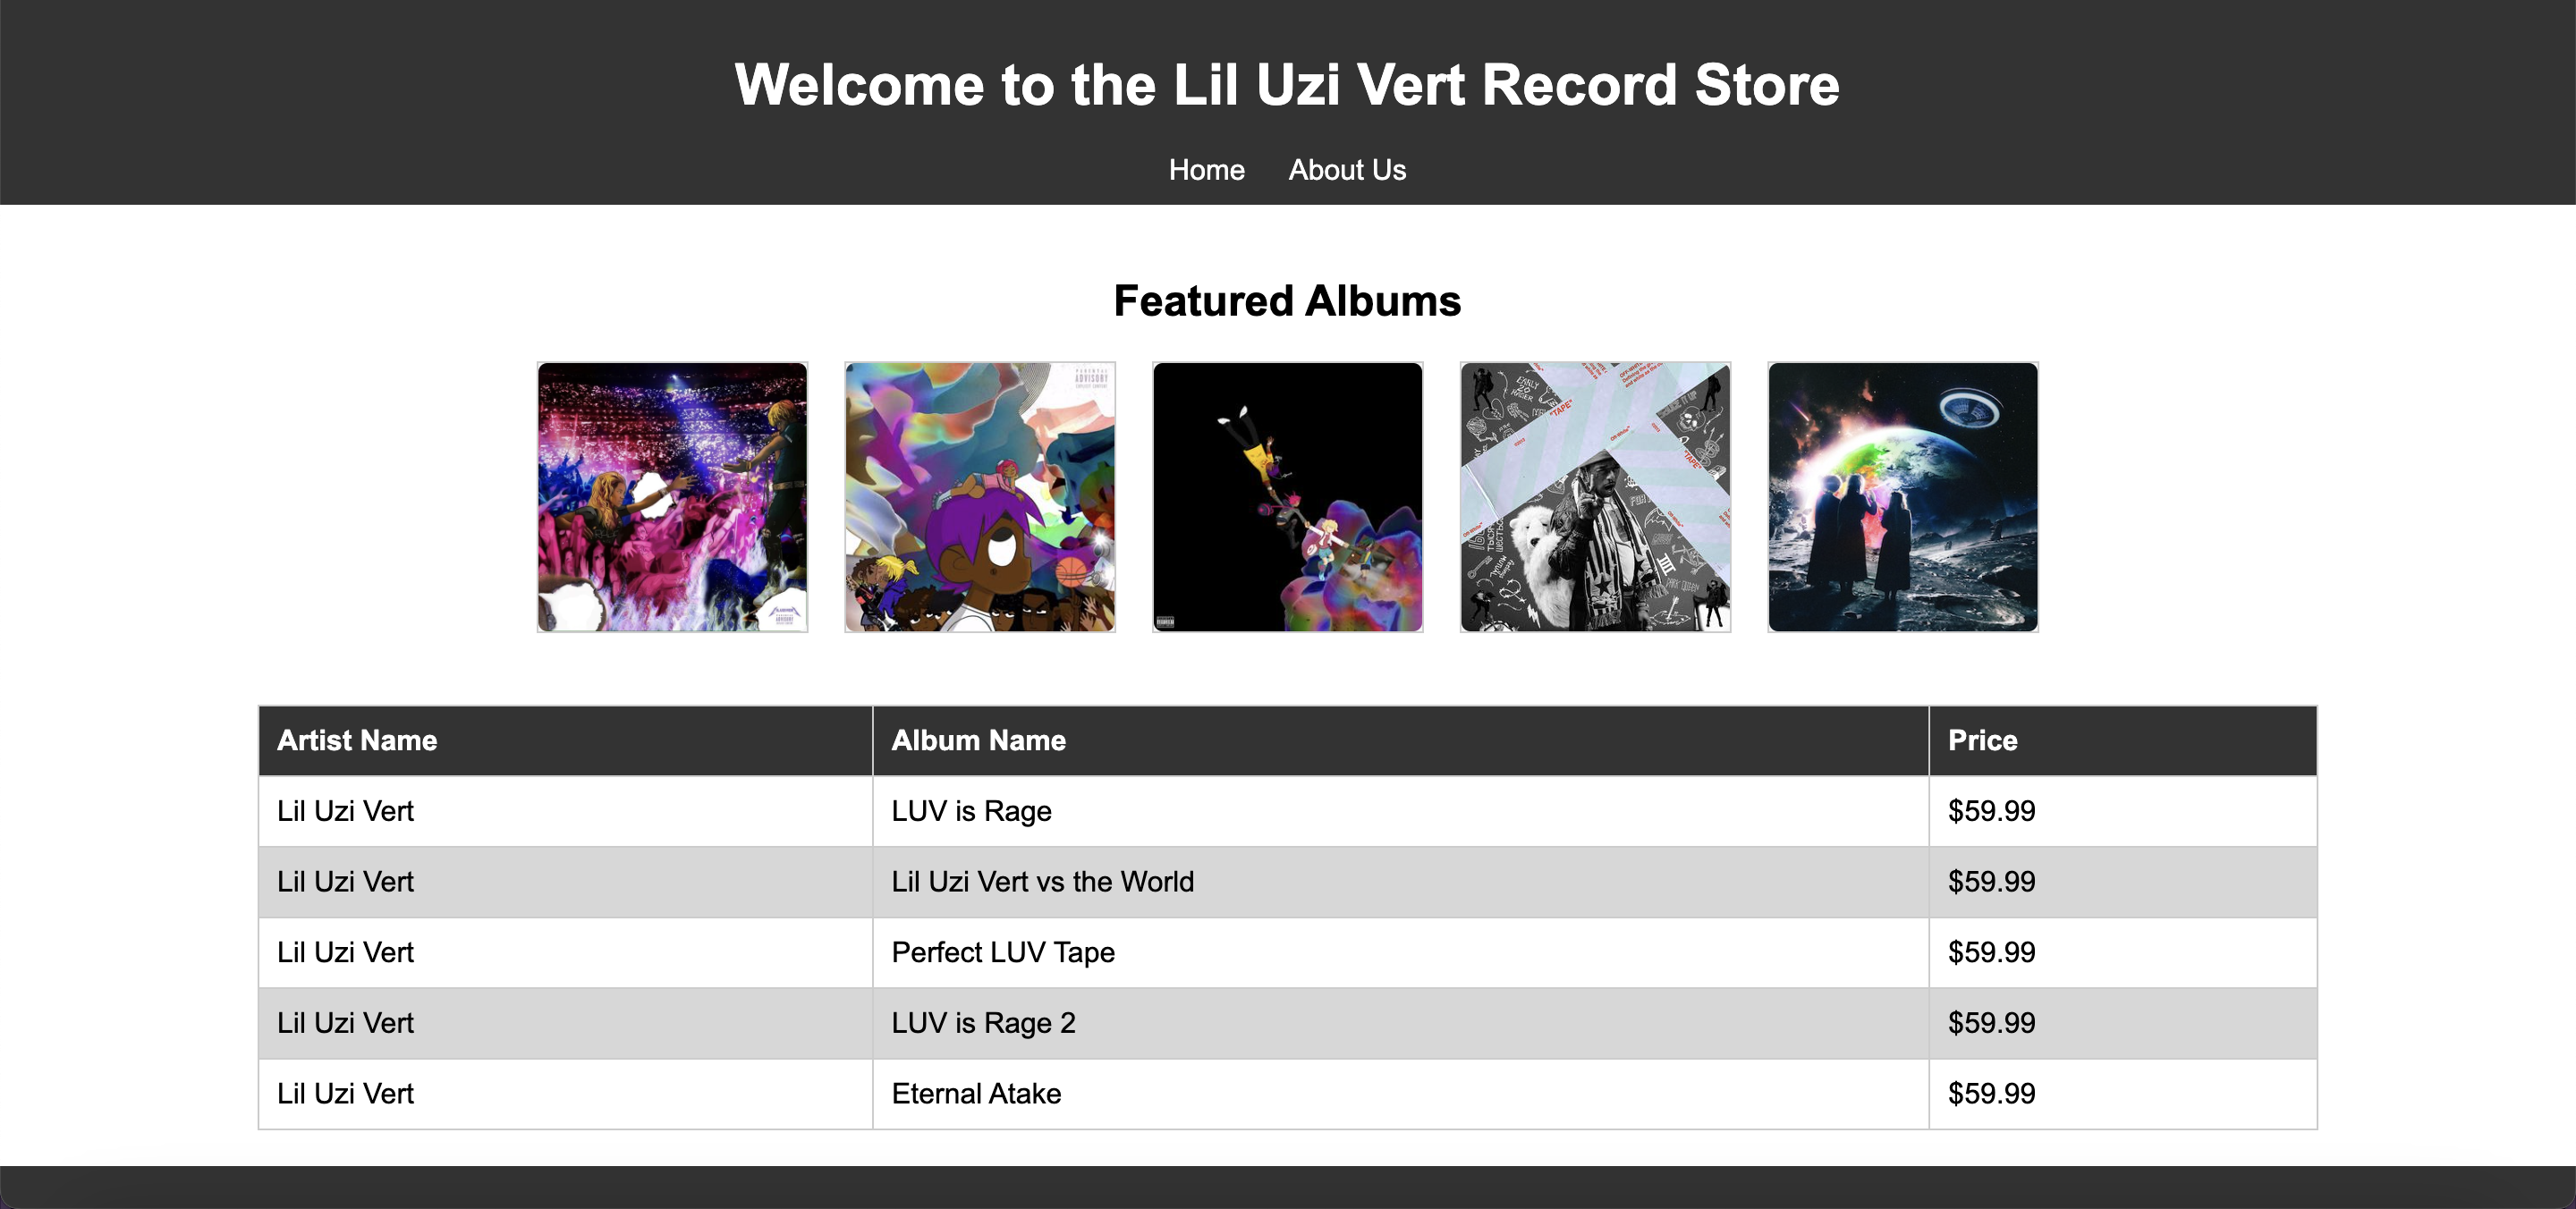 Welcome to the Lil Uzi Vert Record Store
Home About Us
Featured Albums
ADVISORY
"TAPE"
"TAPE"
Artist Name Album Name Price
Lil Uzi Vert LUV is Rage $59.99
Lil Uzi Vert Lil Uzi Vert vs the World $59.99
Lil Uzi Vert Perfect LUV Tape $59.99
Lil Uzi Vert LUV is Rage 2 $59.99
Lil Uzi Vert Eternal Atake $59.99